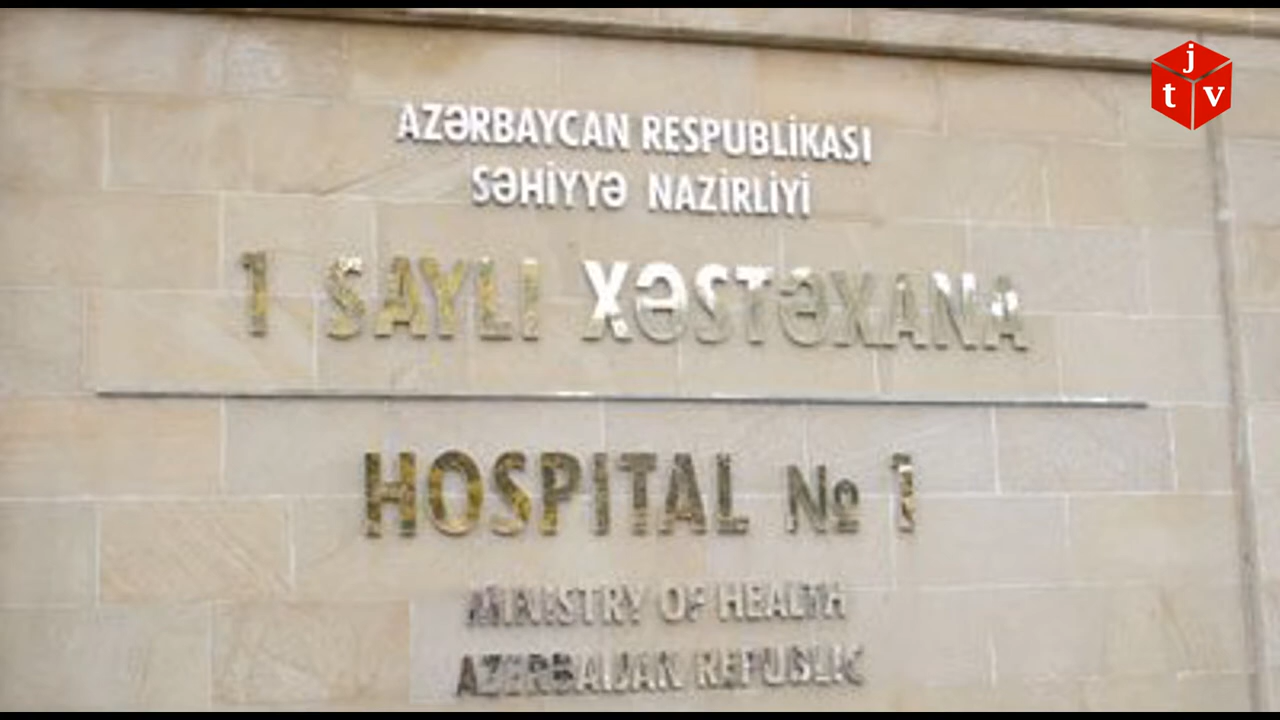 j
t v
AZƏRBAYCAN RESPUBLİKASI
SƏHİYYƏ NAZİRLİYİ
1 SAYLI XƏSTƏXANA
HOSPITAL № 1
MINISTRY OF HEALTH
AZERBAIJAN REPUBLIC